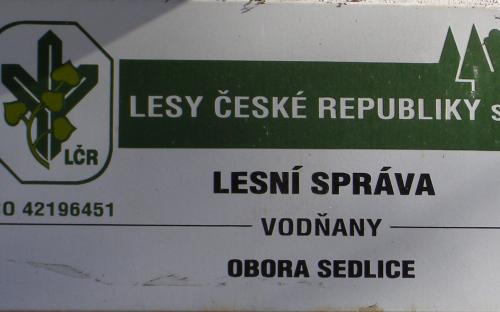 LČR
LESY ČESKÉ REPUBLIKY s
O 42196451
LESNÍ SPRÁVA
VODŇANY
OBORA SEDLICE